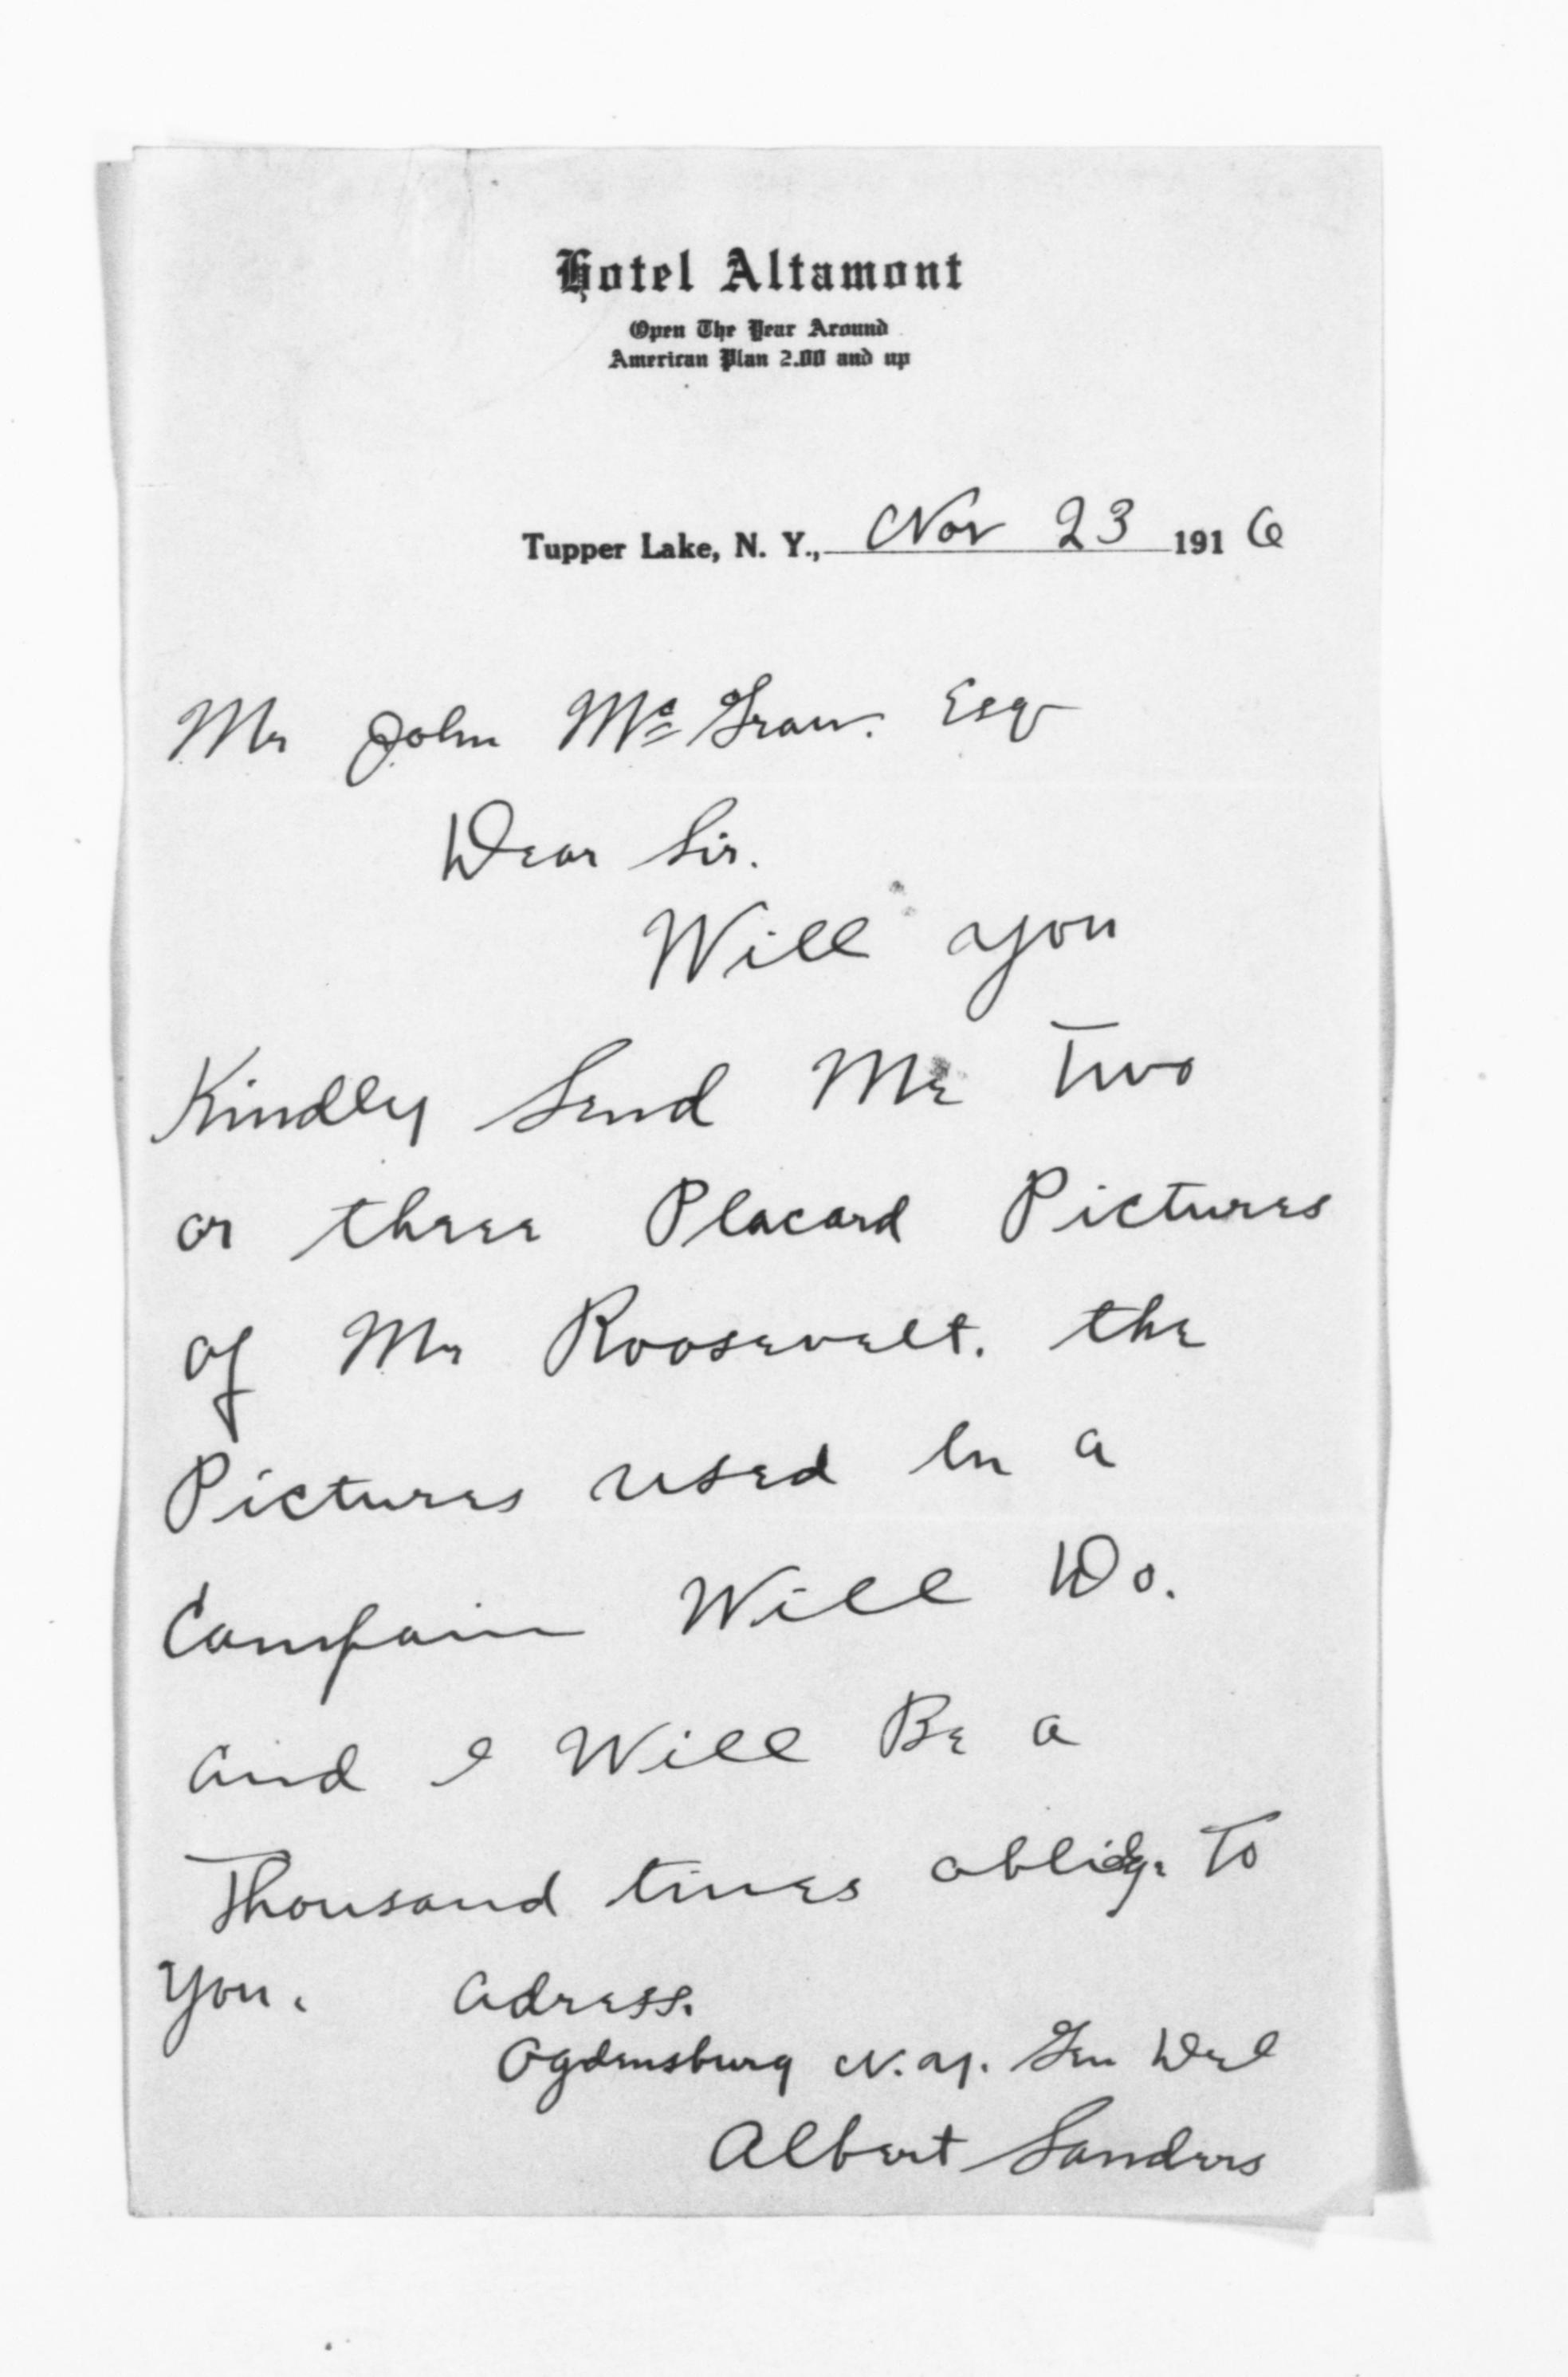 Hotel Altamont
Open The Year Around
American Plan 2.00 and up
Tupper Lake, N. Y., Nov 23 1916
Mr John McGraw. Esq
Dear Sir.
Will you
Kindly Send Me Two
or three Placard Pictures
of Mr Roosevelt. the
Pictures used In a
Campain Will Do.
and I Will Be a
Thousand times oblidge To
You. Adress.
Ogdensburg N.Y. Gen Del
Albert Sanders